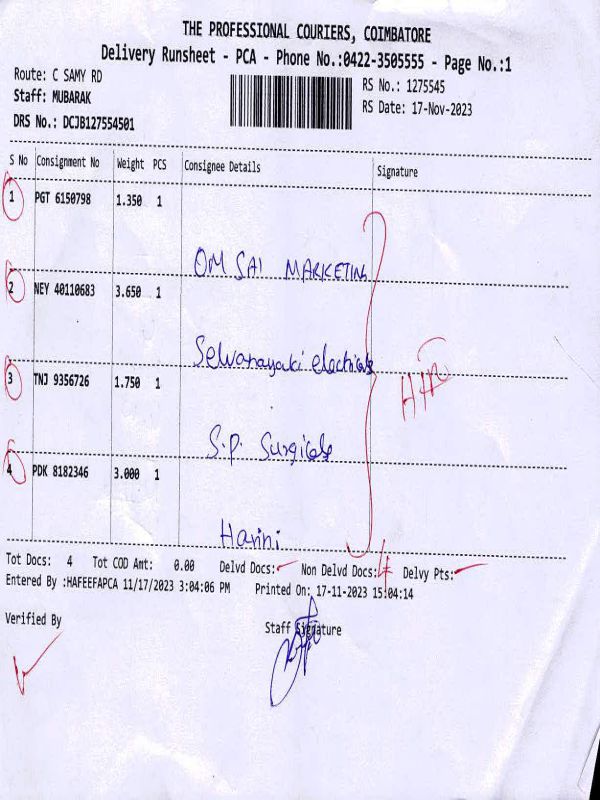 THE PROFESSIONAL COURIERS, COIMBATORE
Delivery Runsheet - PCA - Phone No.:0422-3505555 - Page No.:1
Route: C SAMY RD
Staff: MUBARAK
DRS No.: DCJB127554501
RS No.: 1275545
RS Date: 17-Nov-2023
S No Consignment No Weight PCS Consignee Details Signature
1 PGT 6150798 1.350 1
OM SAI MARKETING
2 NEY 40110683 3.650 1
Selvanayaki electricals
3 TNJ 9356726 1.750 1
S.P. Surgicals
4 PDK 8182346 3.000 1
Harini
Tot Docs: 4 Tot COD Amt: 0.00 Delvd Docs: Non Delvd Docs: 4 Delvy Pts:
Entered By :HAFEEFAPCA 11/17/2023 3:04:06 PM Printed On: 17-11-2023 15:04:14
Verified By
Staff Signature